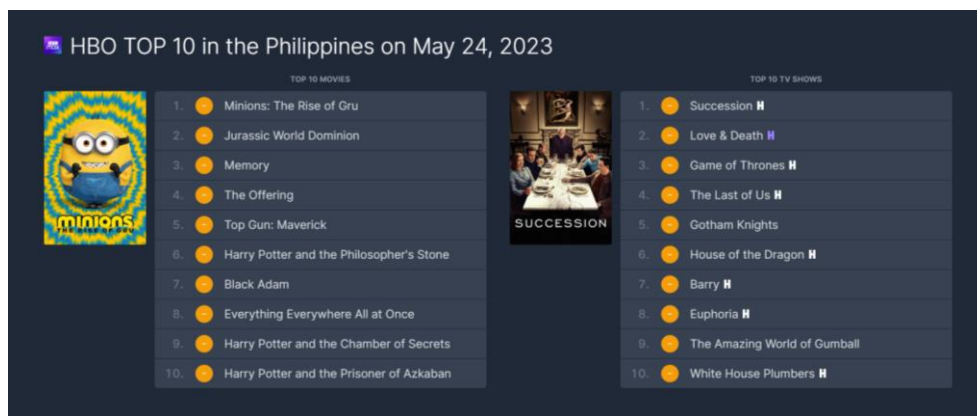 HBO TOP 10 in the Philippines on May 24, 2023
TOP 10 MOVIES
1. Minions: The Rise of Gru
2. Jurassic World Dominion
3. Memory
4. The Offering
5. Top Gun: Maverick
6. Harry Potter and the Philosopher's Stone
7. Black Adam
8. Everything Everywhere All at Once
9. Harry Potter and the Chamber of Secrets
10. Harry Potter and the Prisoner of Azkaban
MINIONS
THE RISE OF GRU
TOP 10 TV SHOWS
1. Succession H
2. Love & Death H
3. Game of Thrones H
4. The Last of Us H
5. Gotham Knights
6. House of the Dragon H
7. Barry H
8. Euphoria H
9. The Amazing World of Gumball
10. White House Plumbers H
SUCCESSION